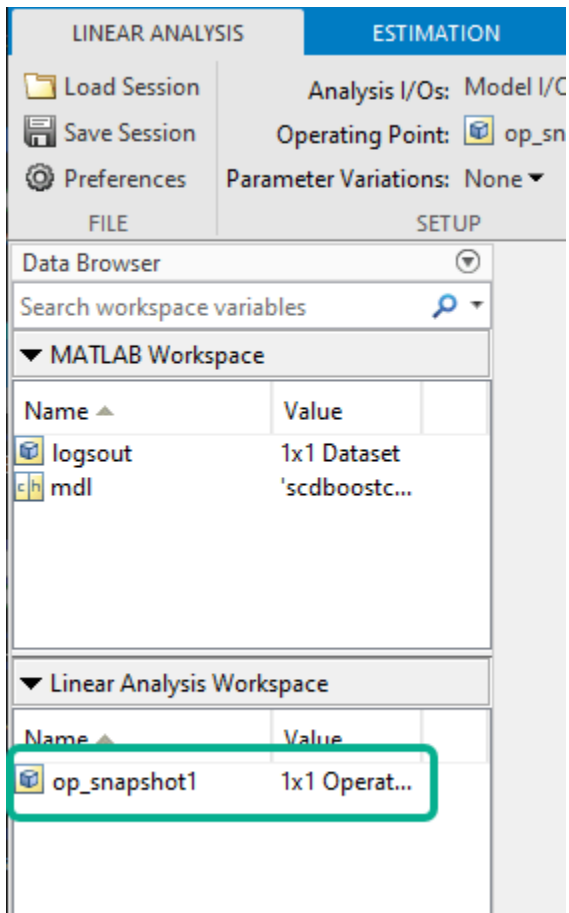 LINEAR ANALYSIS ESTIMATION
Load Session
Save Session
Preferences
FILE
Analysis I/Os: Model I/O
Operating Point: op_sn
Parameter Variations: None
SETUP
Data Browser
Search workspace variables
MATLAB Workspace
Name Value
logsout 1x1 Dataset
mdl 'scdboostc...
Linear Analysis Workspace
Name Value
op_snapshot1 1x1 Operat...